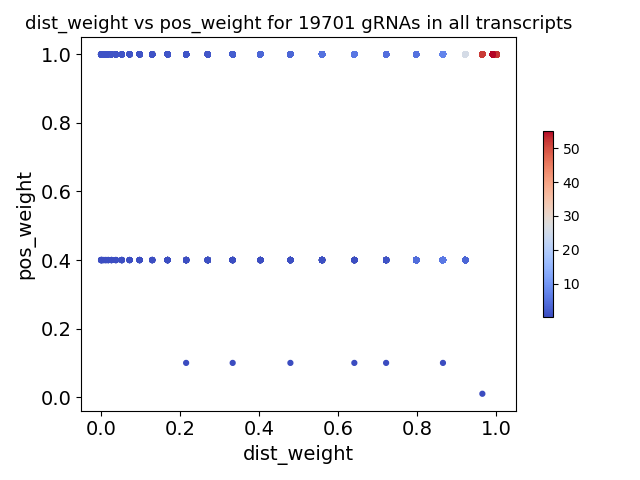 dist_weight vs pos_weight for 19701 gRNAs in all transcripts
1.0
0.8
0.6
0.4
0.2
0.0
pos_weight
0.0 0.2 0.4 0.6 0.8 1.0
dist_weight
50
40
30
20
10